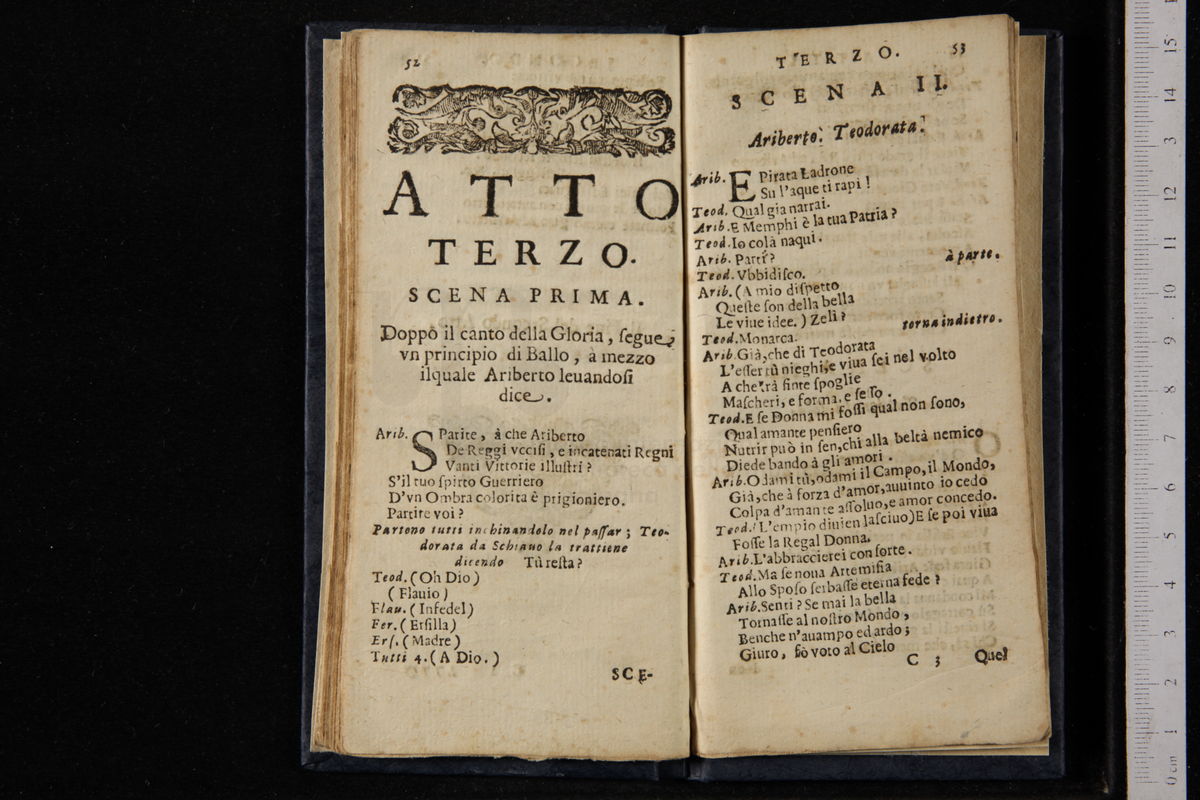 52
ATTO
TERZO.
SCENA PRIMA.
Doppò il canto della Gloria, ſegue
vn principio di Ballo, à mezzo
ilquale Ariberto leuandoſi
dice.
Arib. SPatite, à che Ariberto
De Reggi vcciſi, e incatenati Regni
Vanti Vittorie illuſtri?
S'il tuo ſpirto Guerriero
D'vn Ombra colorita è prigioniero.
Partite voi?
Partono tutti inchinandolo nel paſſar; Teo-
dorata da Schiauo la trattiene
dicendo Tù reſta?
Teod. (Oh Dio)
(Flauio)
Flau. (Infedel)
Fer. (Erſilla)
Erſ. (Madre)
Tutti 4. (A Dio.)
SCE-
TERZO. 53
SCENA II.
Ariberto. Teodorata.
Arib. E Pirata Ladrone
Su l'aque ti rapi!
Teod. Qual gia narrai.
Arib. E Memphi è la tua Patria?
Teod. Io colà naqui.
Arib. Parti? à parte.
Teod. Vbbidiſco.
Arib. (A mio diſpetto
Queſte ſon della bella
Le viue idee.) Zeli? torna indietro.
Teod. Monarca.
Arib. Già, che di Teodorata
L'eſſer tù nieghi, e viua ſei nel volto
A che trà finte ſpoglie
Maſcheri, e forma, e ſeſſo.
Teod. E ſe Donna mi foſſi qual non ſono,
Qual amante penſiero
Nutrir può in ſen, chi alla beltà nemico
Diede bando à gli amori.
Arib. Odami tù, odami il Campo, il Mondo,
Già, che à forza d'amor, auuinto io cedo
Colpa d'amante aſſoluo, e amor concedo.
Teod. (L'empio diuien laſciuo) E ſe poi viua
Foſſe la Regal Donna.
Arib. L'abbraccierei conſorte.
Teod. Ma ſe noua Artemiſia
Allo Spoſo ſerbaſſe eterna fede?
Arib. Senti? Se mai la bella
Tornaſſe al noſtro Mondo,
Benche n'auampo ed ardo;
Giuro, fò voto al Cielo
C 3 Quel